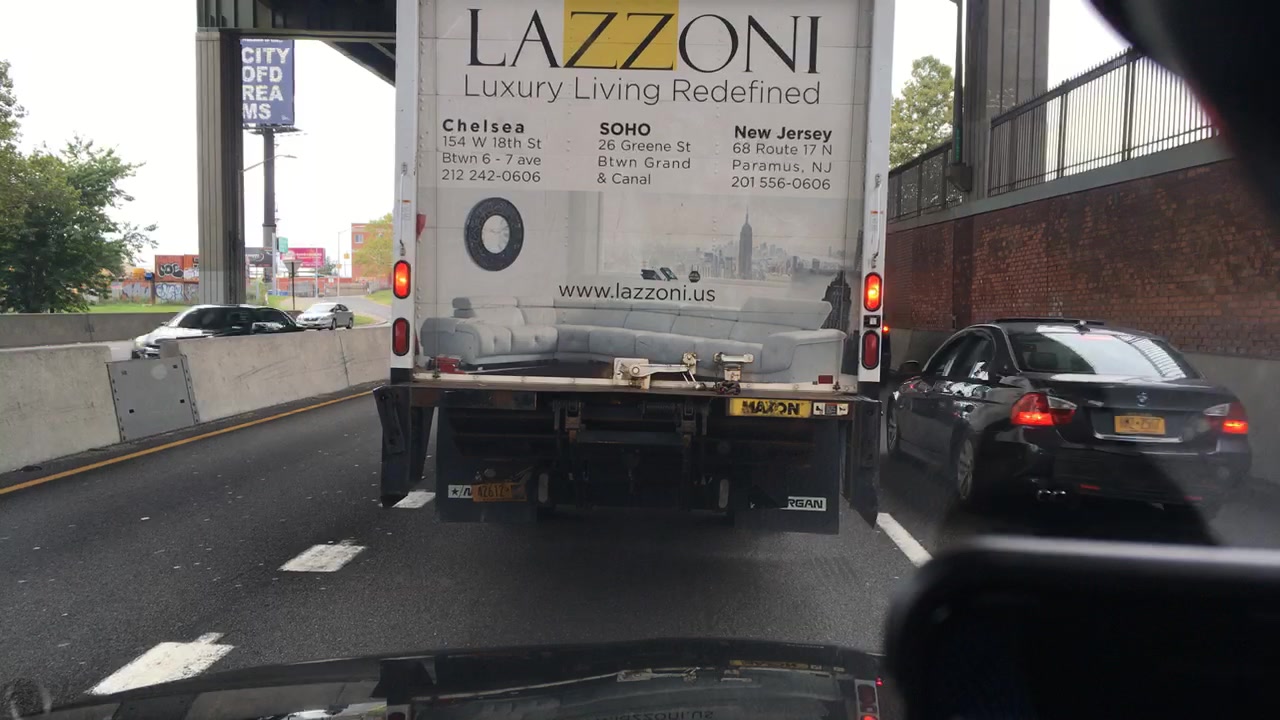 CITY
OFD
REA
MS
LAZZONI
Luxury Living Redefined
Chelsea
154 W 18th St
Btwn 6 - 7 ave
212 242-0606
SOHO
26 Greene St
Btwn Grand
& Canal
New Jersey
68 Route 17 N
Paramus, NJ
201 556-0606
www.lazzoni.us
MAXON
RGAN